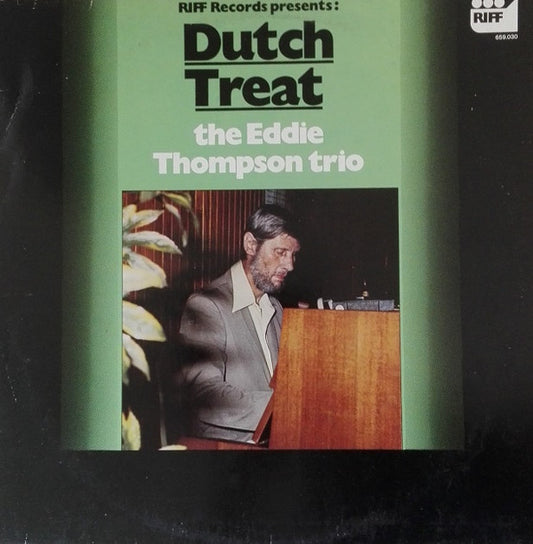 RIFF Records presents:
Dutch
Treat
the Eddie
Thompson trio
RIFF
659.030